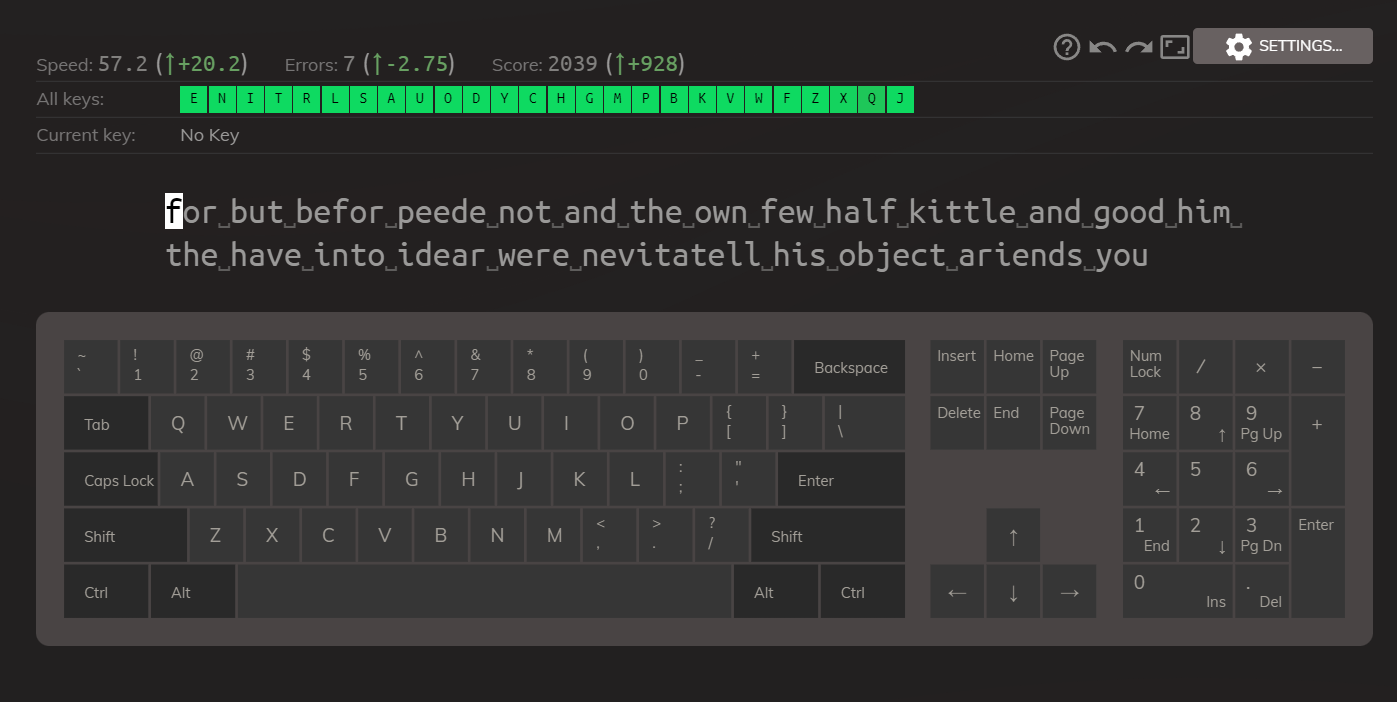 Speed: 57.2 (↑+20.2) Errors: 7 (↑-2.75) Score: 2039 (↑+928) SETTINGS...
All keys: E N I T R L S A U O D Y C H G M P B K V W F Z X Q J
Current key: No Key
for␣but␣befor␣peede␣not␣and␣the␣own␣few␣half␣kittle␣and␣good␣him␣
the␣have␣into␣idear␣were␣nevitatell␣his␣object␣ariends␣you
~ ` ! 1 @ 2 # 3 $ 4 % 5 ^ 6 & 7 * 8 ( 9 ) 0 _ - + = Backspace Insert Home Page Up Num Lock / × −
Tab Q W E R T Y U I O P { [ } ] | \ Delete End Page Down 7 Home 8 ↑ 9 Pg Up +
Caps Lock A S D F G H J K L : ; " ' Enter 4 ← 5 6 →
Shift Z X C V B N M < , > . ? / Shift ↑ 1 End 2 ↓ 3 Pg Dn Enter
Ctrl Alt Alt Ctrl ← ↓ → 0 Ins . Del